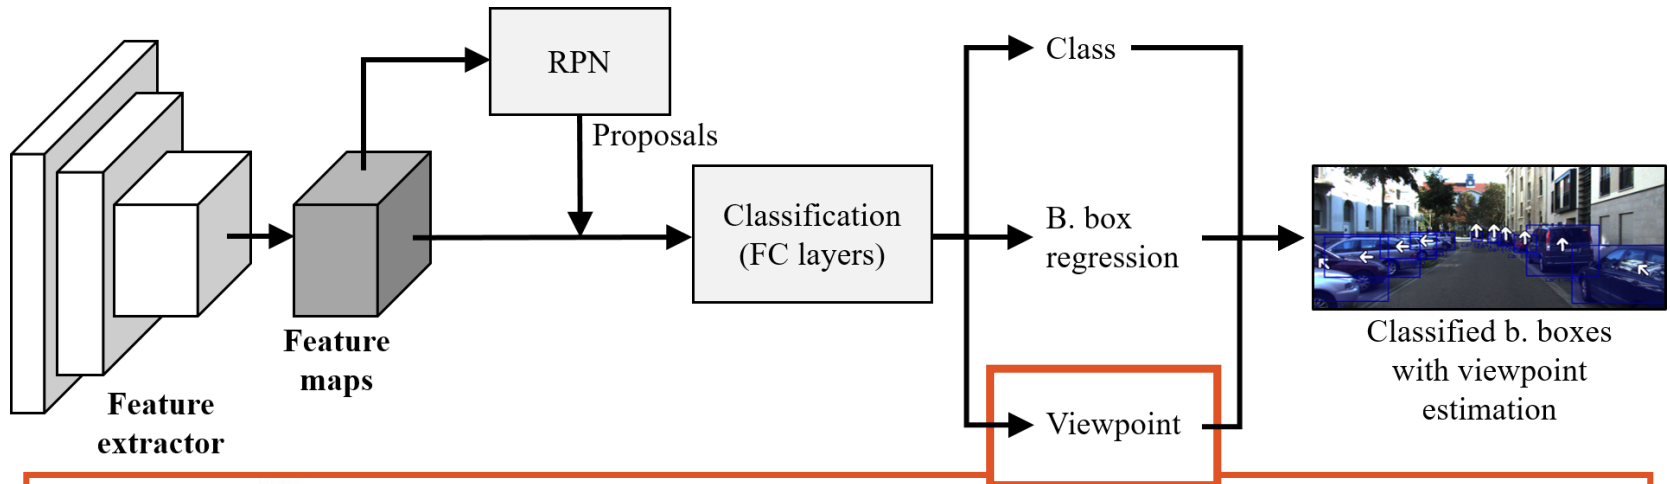 RPN
Proposals
Class
Classification
(FC layers)
B. box
regression
Viewpoint
Feature
extractor
Feature
maps
Classified b. boxes
with viewpoint
estimation